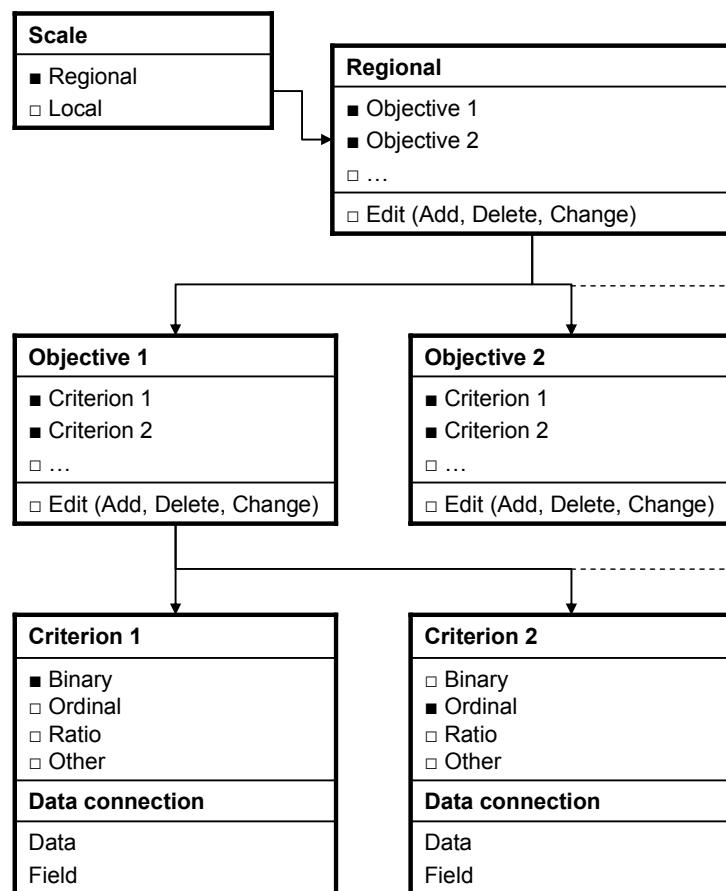 Scale
■ Regional
□ Local
Regional
■ Objective 1
■ Objective 2
□ …
□ Edit (Add, Delete, Change)
Objective 1
■ Criterion 1
■ Criterion 2
□ …
□ Edit (Add, Delete, Change)
Objective 2
■ Criterion 1
■ Criterion 2
□ …
□ Edit (Add, Delete, Change)
Criterion 1
■ Binary
□ Ordinal
□ Ratio
□ Other
Data connection
Data
Field
Criterion 2
□ Binary
■ Ordinal
□ Ratio
□ Other
Data connection
Data
Field